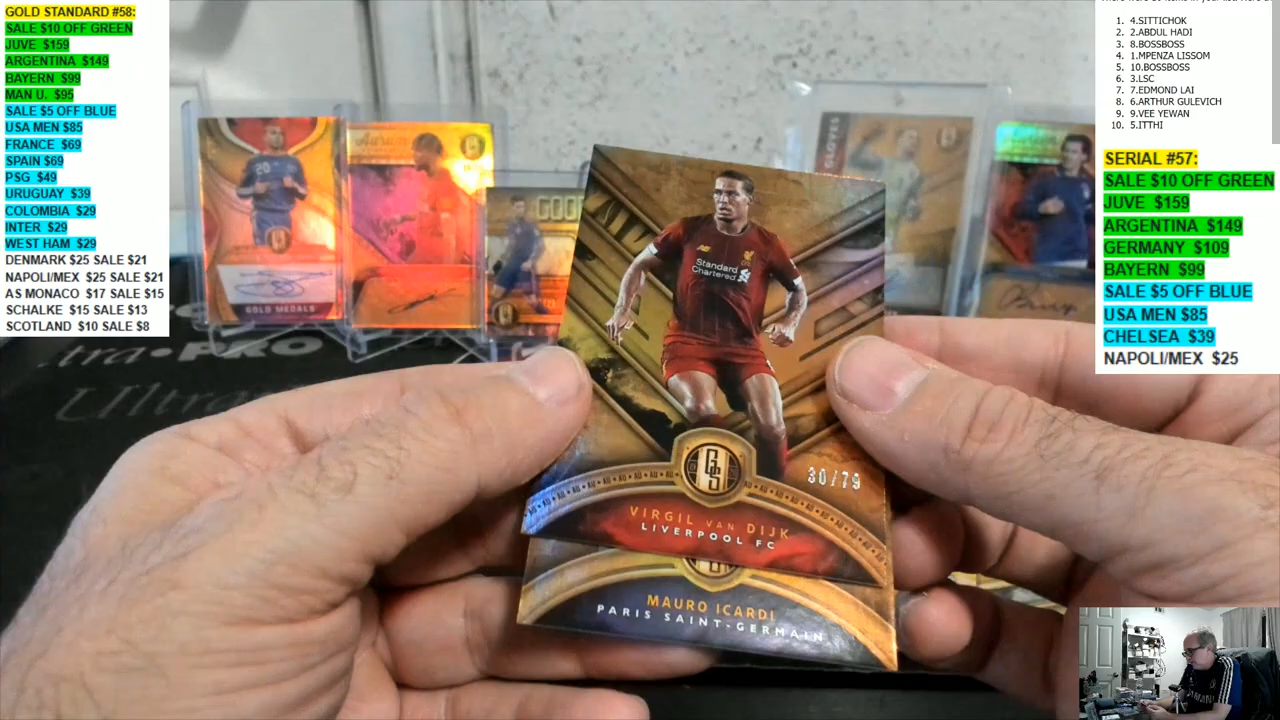 GOLD STANDARD #58:
SALE $10 OFF GREEN
JUVE $159
ARGENTINA $149
BAYERN $99
MAN U. $95
SALE $5 OFF BLUE
USA MEN $85
FRANCE $69
SPAIN $69
PSG $49
URUGUAY $39
COLOMBIA $29
INTER $29
WEST HAM $29
DENMARK $25 SALE $21
NAPOLI/MEX $25 SALE $21
AS MONACO $17 SALE $15
SCHALKE $15 SALE $13
SCOTLAND $10 SALE $8
1. 4.SITTICHOK
2. 2.ABDUL HADI
3. 8.BOSSBOSS
4. 1.MPENZA LISSOM
5. 10.BOSSBOSS
6. 3.LSC
7. 7.EDMOND LAI
8. 6.ARTHUR GULEVICH
9. 9.VEE YEWAN
10. 5.ITTHI
SERIAL #57:
SALE $10 OFF GREEN
JUVE $159
ARGENTINA $149
GERMANY $109
BAYERN $99
SALE $5 OFF BLUE
USA MEN $85
CHELSEA $39
NAPOLI/MEX $25
20
GOLD MEDALS
GLOVES
Standard
Chartered
GS
30/79
VIRGIL VAN DIJK
LIVERPOOL FC
MAURO ICARDI
PARIS SAINT-GERMAIN
PRO
Ultra